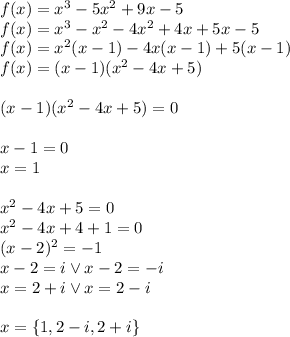 f(x) = x³ − 5x² + 9x − 5
f(x) = x³ − x² − 4x² + 4x + 5x − 5
f(x) = x²(x − 1) − 4x(x − 1) + 5(x − 1)
f(x) = (x − 1)(x² − 4x + 5)
(x − 1)(x² − 4x + 5) = 0
x − 1 = 0
x = 1
x² − 4x + 5 = 0
x² − 4x + 4 + 1 = 0
(x − 2)² = −1
x − 2 = i ∨ x − 2 = −i
x = 2 + i ∨ x = 2 − i
x = {1, 2 − i, 2 + i}